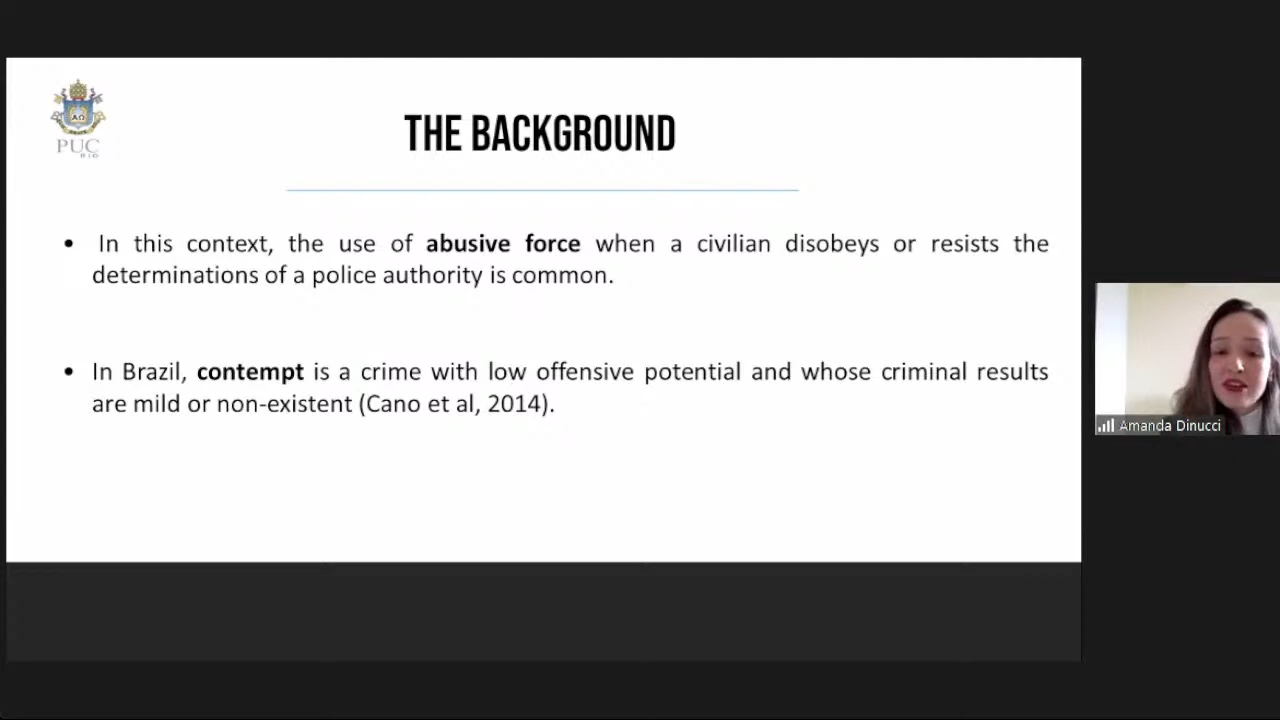 THE BACKGROUND
PUC
RIO
• In this context, the use of abusive force when a civilian disobeys or resists the
determinations of a police authority is common.
• In Brazil, contempt is a crime with low offensive potential and whose criminal results
are mild or non-existent (Cano et al, 2014).
Amanda Dinucci